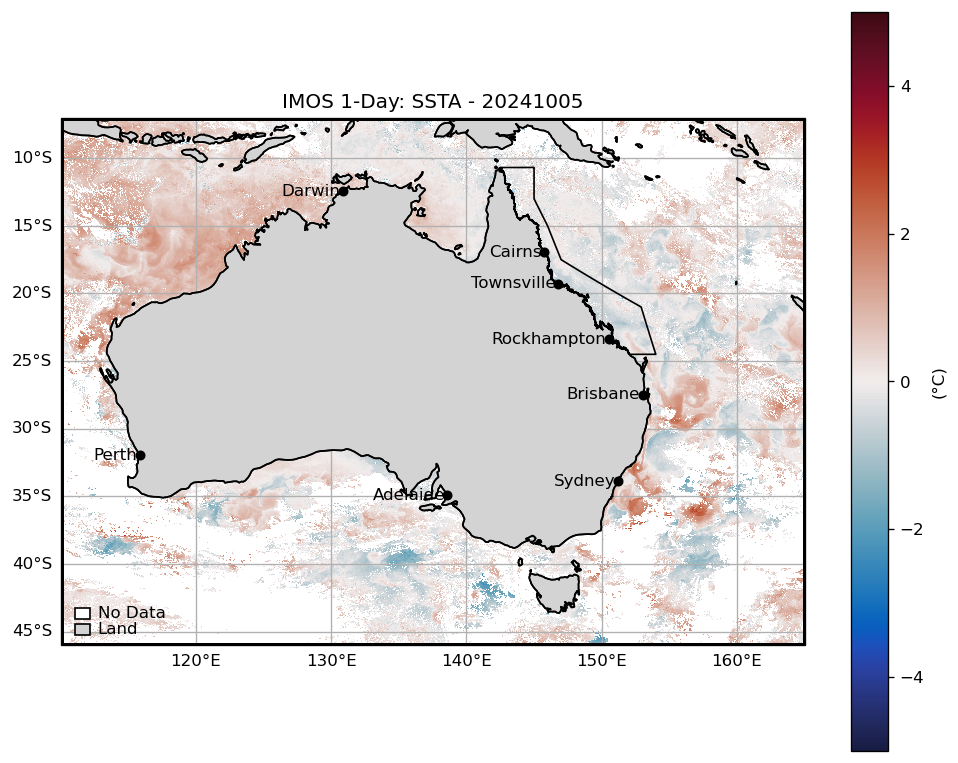 IMOS 1-Day: SSTA - 20241005
4
10°S
Darwin
15°S
2
Cairns
20°S
Townsville
Rockhampton
25°S
0
(°C)
Brisbane
30°S
Perth
Sydney
35°S
Adelaide
−2
40°S
No Data
Land
45°S
120°E 130°E 140°E 150°E 160°E
−4